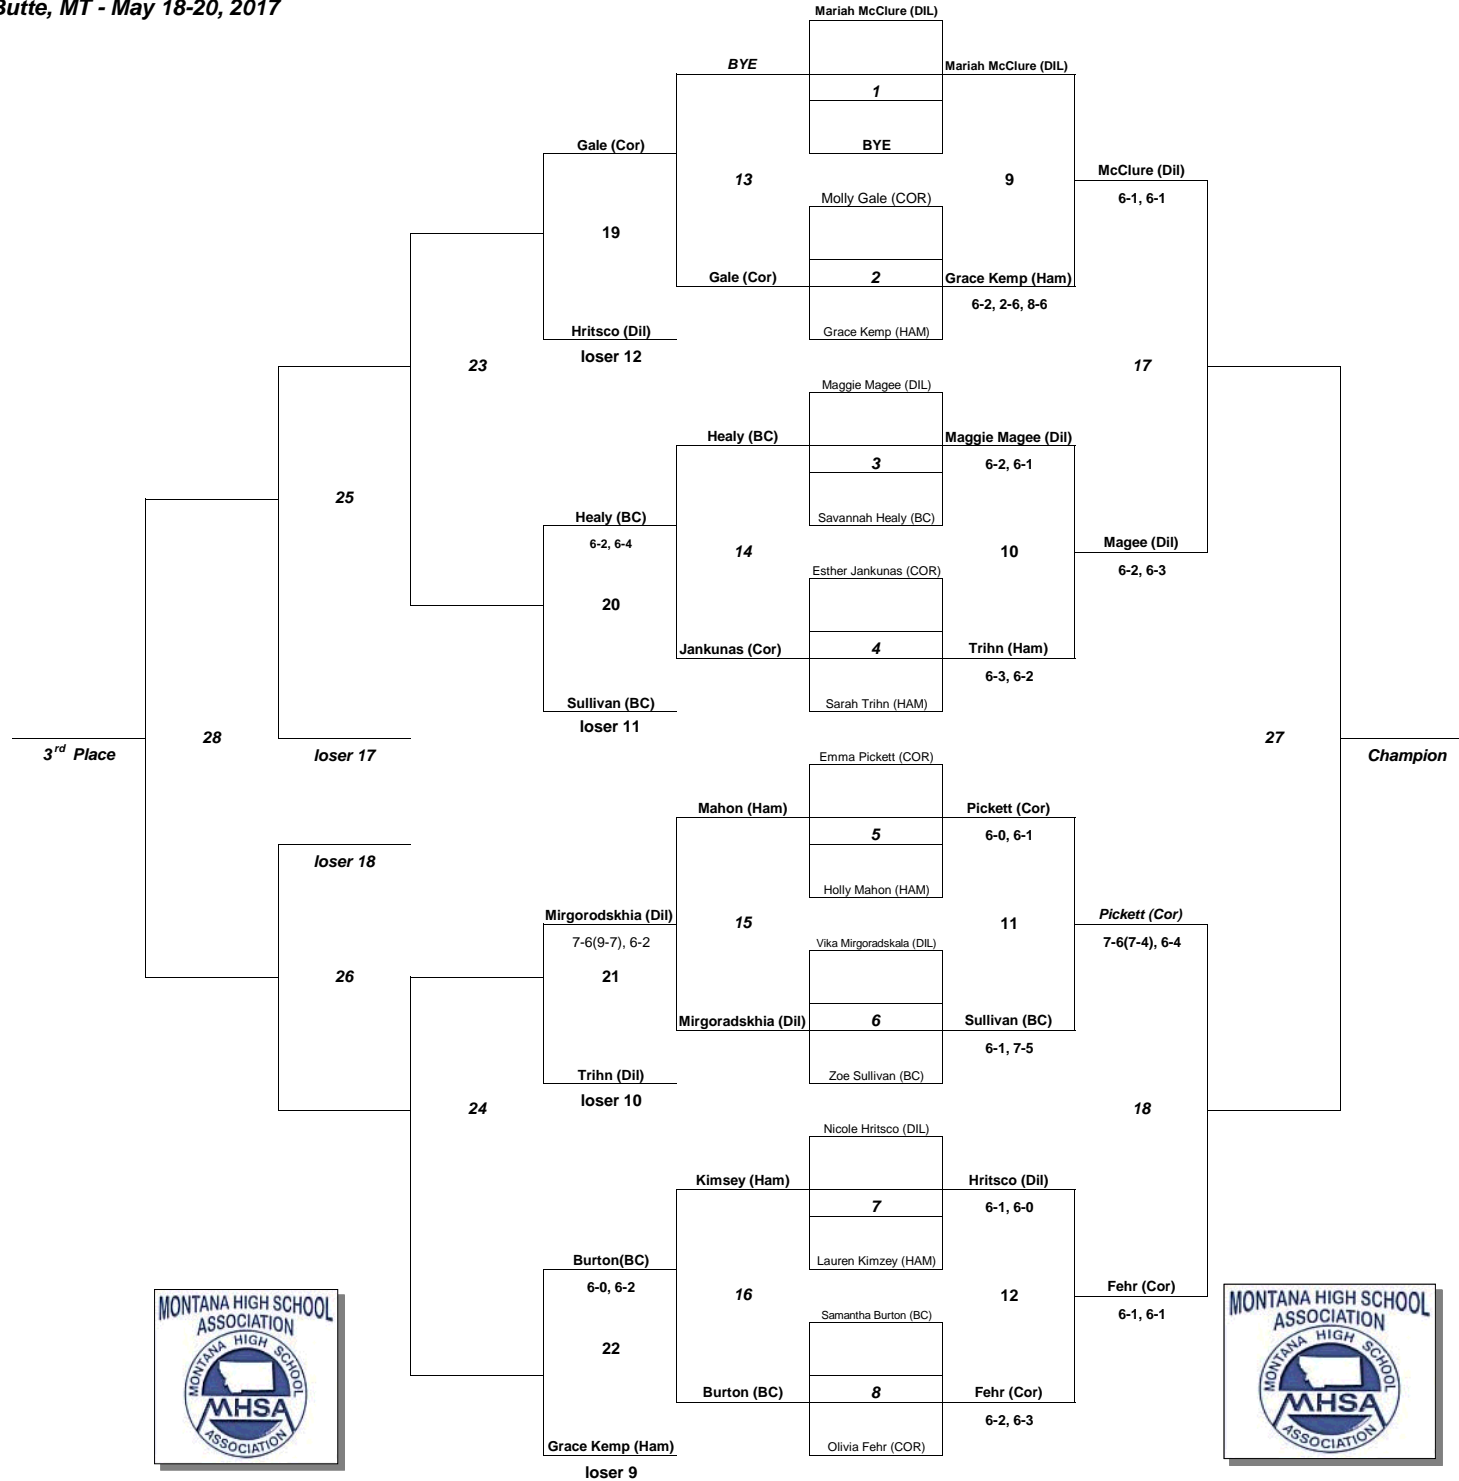 Butte, MT - May 18-20, 2017
Mariah McClure (DIL)
BYE
Mariah McClure (DIL)
1
Gale (Cor)
BYE
13
9
McClure (Dil)
Molly Gale (COR)
6-1, 6-1
19
Gale (Cor)
2
Grace Kemp (Ham)
6-2, 2-6, 8-6
Hritsco (Dil)
Grace Kemp (HAM)
loser 12
23
17
Maggie Magee (DIL)
Healy (BC)
Maggie Magee (Dil)
3
6-2, 6-1
25
Healy (BC)
Savannah Healy (BC)
6-2, 6-4
14
10
Magee (Dil)
Esther Jankunas (COR)
6-2, 6-3
20
Jankunas (Cor)
4
Trihn (Ham)
6-3, 6-2
Sullivan (BC)
Sarah Trihn (HAM)
loser 11
28
27
3rd Place
loser 17
Emma Pickett (COR)
Champion
Mahon (Ham)
Pickett (Cor)
5
6-0, 6-1
loser 18
Holly Mahon (HAM)
Mirgorodskhia (Dil)
15
11
Pickett (Cor)
7-6(9-7), 6-2
Vika Mirgoradskala (DIL)
7-6(7-4), 6-4
26
21
Mirgoradskhia (Dil)
6
Sullivan (BC)
6-1, 7-5
Trihn (Dil)
Zoe Sullivan (BC)
loser 10
24
18
Nicole Hritsco (DIL)
Kimsey (Ham)
Hritsco (Dil)
7
6-1, 6-0
Burton(BC)
Lauren Kimzey (HAM)
6-0, 6-2
16
12
Fehr (Cor)
Samantha Burton (BC)
6-1, 6-1
22
Burton (BC)
8
Fehr (Cor)
6-2, 6-3
Grace Kemp (Ham)
Olivia Fehr (COR)
loser 9
MONTANA HIGH SCHOOL
ASSOCIATION
MONTANA HIGH SCHOOL
MHSA
ASSOCIATION
MONTANA HIGH SCHOOL
ASSOCIATION
MONTANA HIGH SCHOOL
MHSA
ASSOCIATION